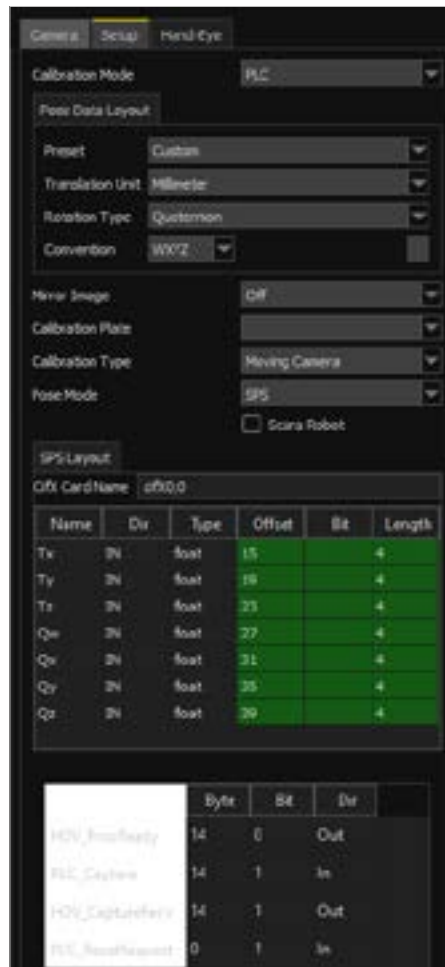 Camera Setup Hand-Eye
Calibration Mode PLC
Pose Data Layout
Preset Custom
Translation Unit Millimeter
Rotation Type Quaternion
Convention WXYZ
Mirror Image Off
Calibration Plate
Calibration Type Moving Camera
Pose Mode SPS
Scara Robot
SPS Layout
CifX Card Name cifX0.0
Name Dir Type Offset Bit Length
Tx IN float 15 4
Ty IN float 19 4
Tz IN float 23 4
Qw IN float 27 4
Qx IN float 31 4
Qy IN float 35 4
Qz IN float 39 4
Byte Bit Dir
14 0 Out
PLC_Capture 14 1 In
14 1 Out
PLC_ResetRequest 0 1 In